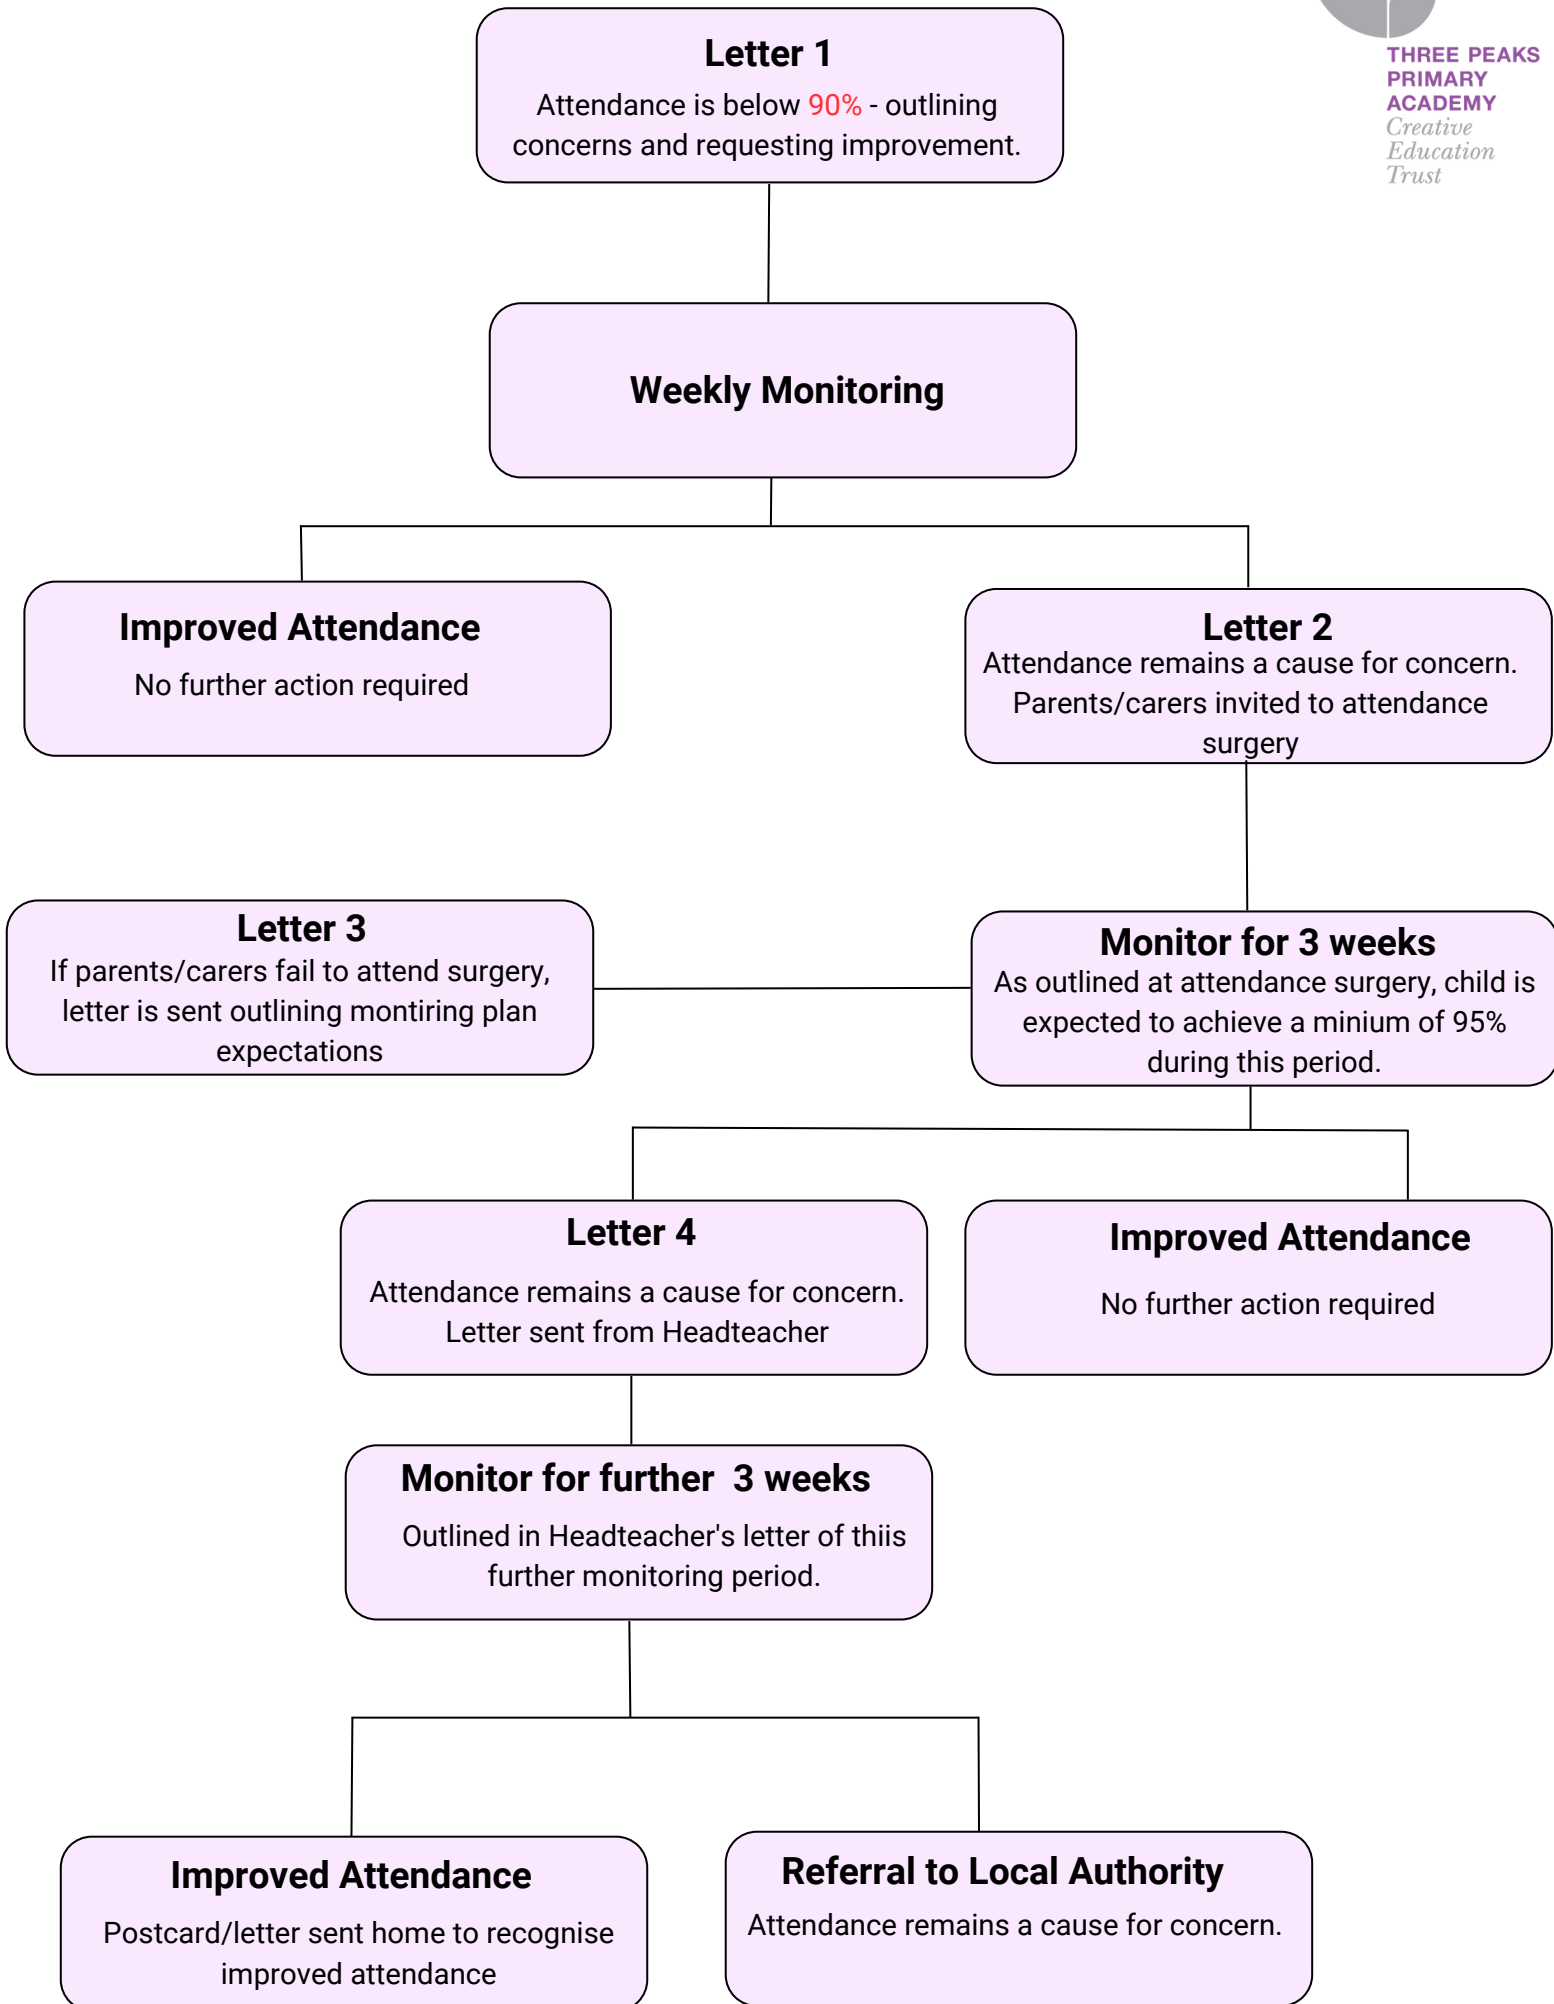 Letter 1
Attendance is below 90% - outlining
concerns and requesting improvement.
THREE PEAKS
PRIMARY
ACADEMY
Creative
Education
Trust
Weekly Monitoring
Improved Attendance
No further action required
Letter 2
Attendance remains a cause for concern.
Parents/carers invited to attendance
surgery
Letter 3
If parents/carers fail to attend surgery,
letter is sent outlining montiring plan
expectations
Monitor for 3 weeks
As outlined at attendance surgery, child is
expected to achieve a minium of 95%
during this period.
Letter 4
Attendance remains a cause for concern.
Letter sent from Headteacher
Improved Attendance
No further action required
Monitor for further  3 weeks
Outlined in Headteacher's letter of thiis
further monitoring period.
Improved Attendance
Postcard/letter sent home to recognise
improved attendance
Referral to Local Authority
Attendance remains a cause for concern.